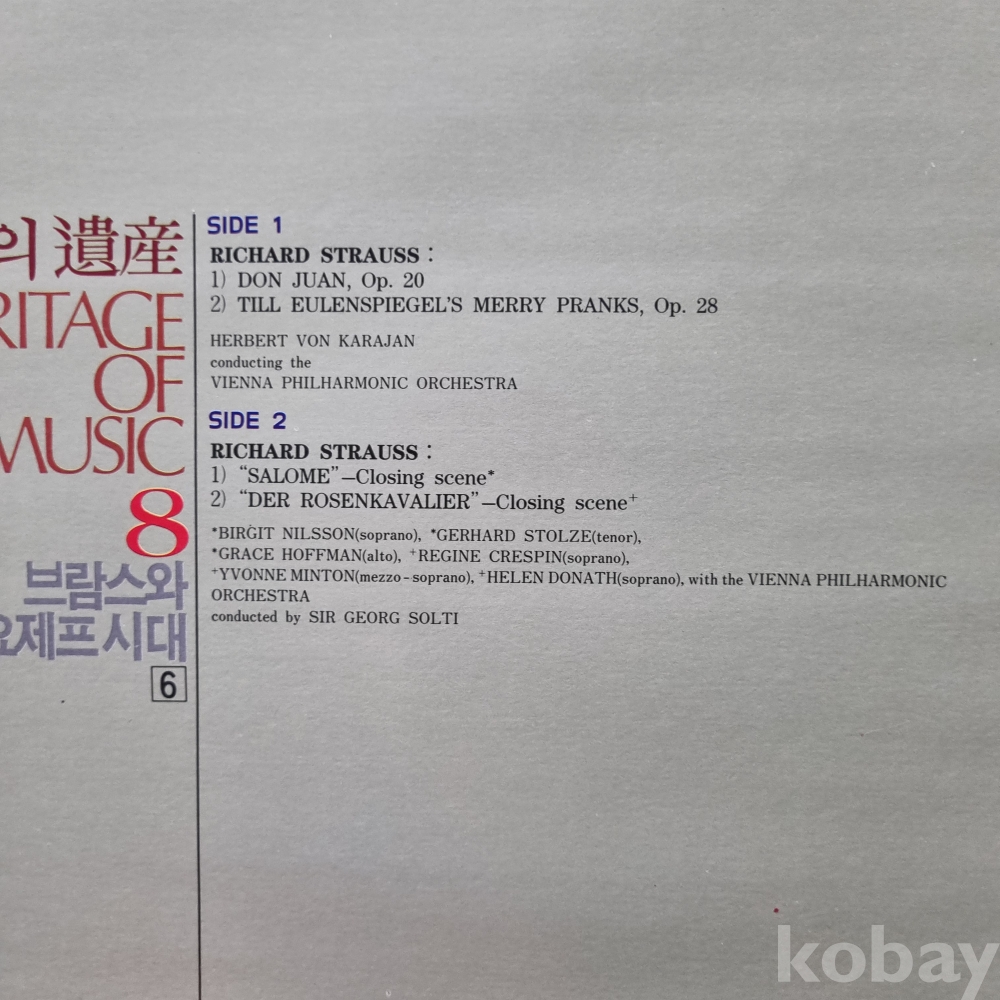 의 遺産
RITAGE
OF
MUSIC
8
브람스와
요제프시대
6
SIDE 1
RICHARD STRAUSS :
1) DON JUAN, Op. 20
2) TILL EULENSPIEGEL'S MERRY PRANKS, Op. 28
HERBERT VON KARAJAN
conducting the
VIENNA PHILHARMONIC ORCHESTRA
SIDE 2
RICHARD STRAUSS :
1) “SALOME”—Closing scene*
2) “DER ROSENKAVALIER”—Closing scene+
*BIRGIT NILSSON(soprano), *GERHARD STOLZE(tenor),
*GRACE HOFFMAN(alto), +REGINE CRESPIN(soprano),
+YVONNE MINTON(mezzo-soprano), +HELEN DONATH(soprano), with the VIENNA PHILHARMONIC
ORCHESTRA
conducted by SIR GEORG SOLTI
kobay